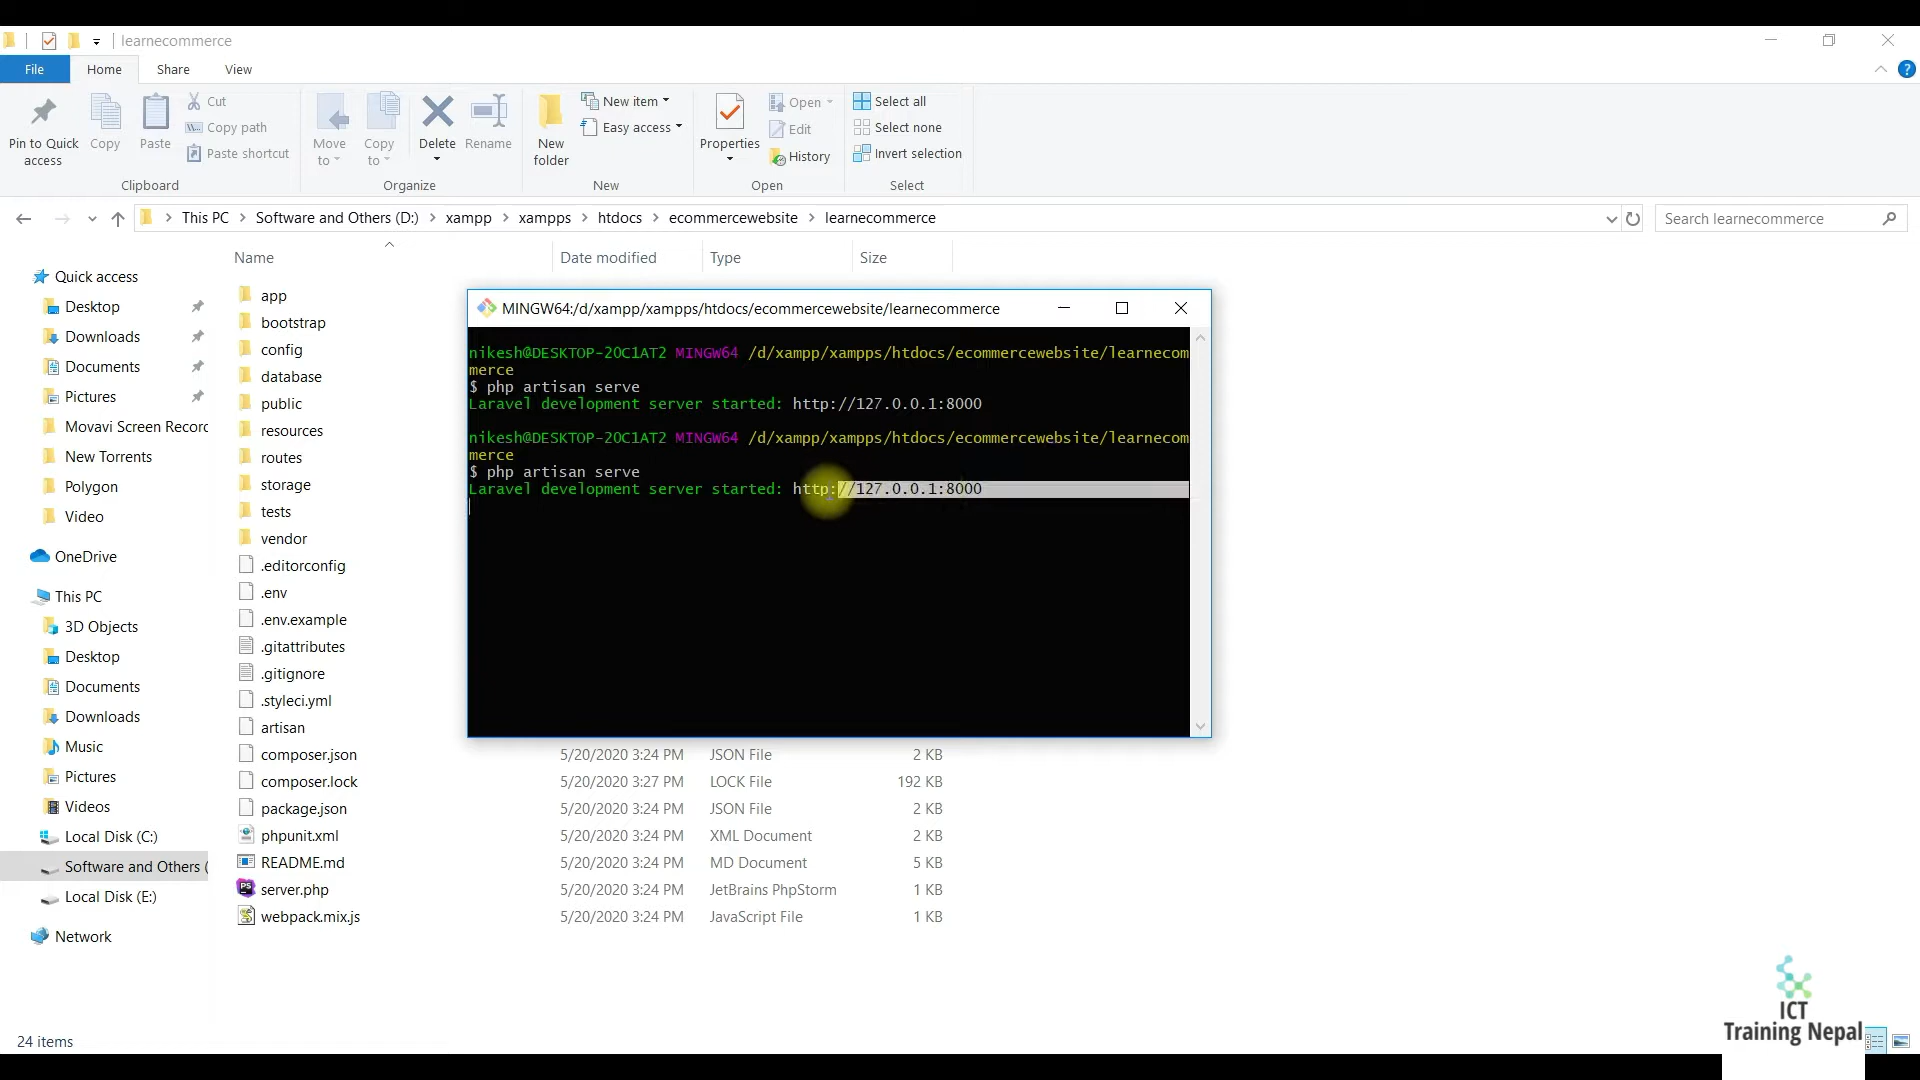 learnecommerce
File Home Share View
Pin to Quick access
Copy
Paste
Cut
Copy path
Paste shortcut
Move to
Copy to
Delete
Rename
New folder
New item
Easy access
Properties
Open
Edit
History
Select all
Select none
Invert selection
Clipboard Organize New Open Select
This PC Software and Others (D:) xampp xampps htdocs ecommercewebsite learnecommerce
Search learnecommerce
Name Date modified Type Size
Quick access
Desktop
Downloads
Documents
Pictures
Movavi Screen Recorc
New Torrents
Polygon
Video
OneDrive
This PC
3D Objects
Desktop
Documents
Downloads
Music
Pictures
Videos
Local Disk (C:)
Software and Others (
Local Disk (E:)
Network
app
bootstrap
config
database
public
resources
routes
storage
tests
vendor
.editorconfig
.env
.env.example
.gitattributes
.gitignore
.styleci.yml
artisan
composer.json 5/20/2020 3:24 PM JSON File 2 KB
composer.lock 5/20/2020 3:27 PM LOCK File 192 KB
package.json 5/20/2020 3:24 PM JSON File 2 KB
phpunit.xml 5/20/2020 3:24 PM XML Document 2 KB
README.md 5/20/2020 3:24 PM MD Document 5 KB
server.php 5/20/2020 3:24 PM JetBrains PhpStorm 1 KB
webpack.mix.js 5/20/2020 3:24 PM JavaScript File 1 KB
MINGW64:/d/xampp/xampps/htdocs/ecommercewebsite/learnecommerce
nikesh@DESKTOP-2OC1AT2 MINGW64 /d/xampp/xampps/htdocs/ecommercewebsite/learnecom
merce
$ php artisan serve
Laravel development server started: http://127.0.0.1:8000
nikesh@DESKTOP-2OC1AT2 MINGW64 /d/xampp/xampps/htdocs/ecommercewebsite/learnecom
merce
$ php artisan serve
Laravel development server started: http://127.0.0.1:8000
24 items
ICT
Training Nepal